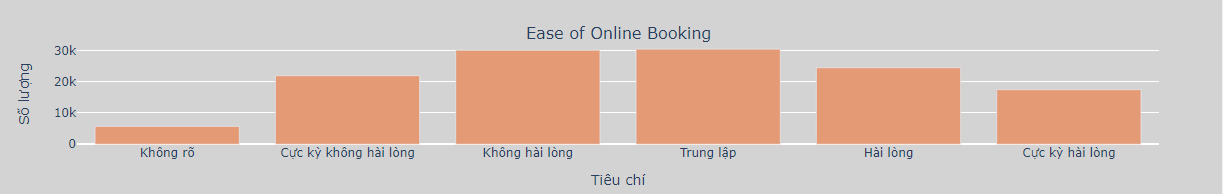 Ease of Online Booking
Số lượng
30k
20k
10k
0
Không rõ
Cực kỳ không hài lòng
Không hài lòng
Trung lập
Hài lòng
Cực kỳ hài lòng
Tiêu chí